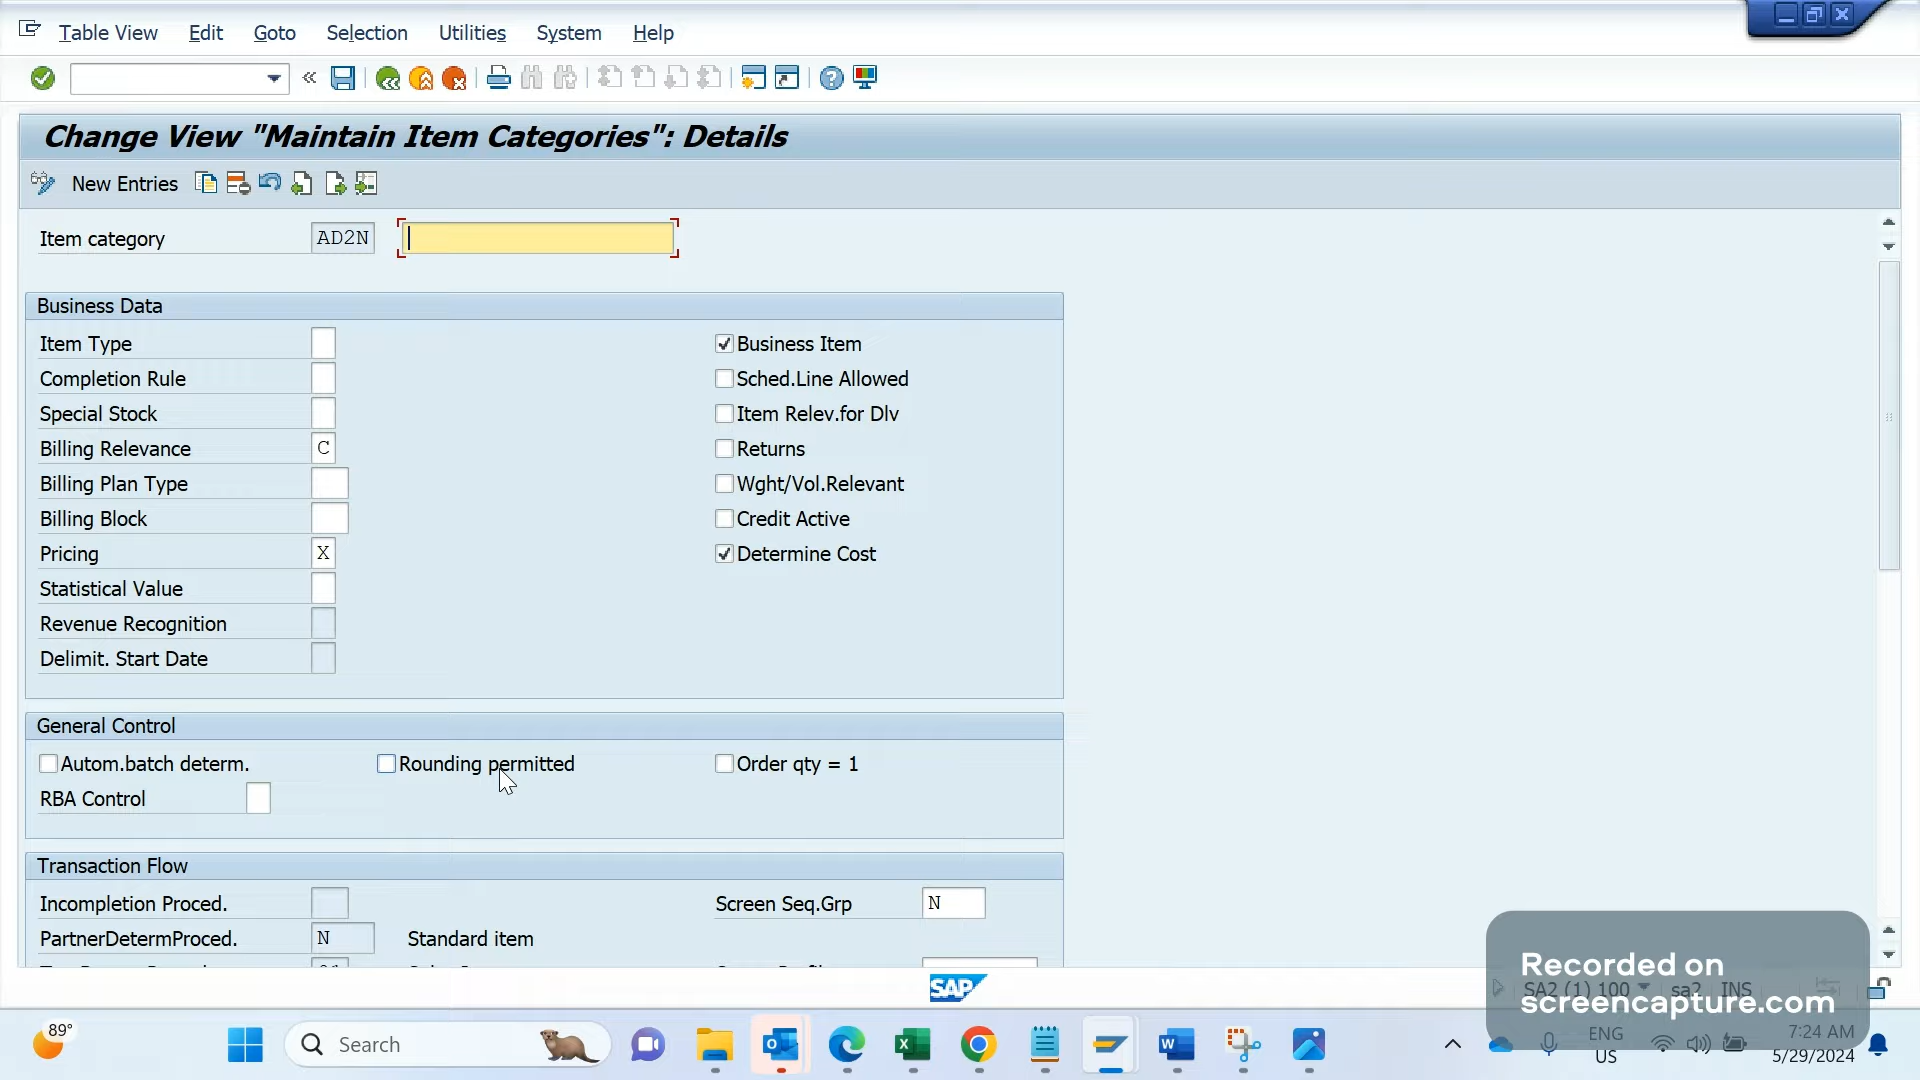 Table View Edit Goto Selection Utilities System Help
Change View "Maintain Item Categories": Details
New Entries
Item category AD2N
Business Data
Item Type Business Item
Completion Rule Sched.Line Allowed
Special Stock Item Relev.for Dlv
Billing Relevance C Returns
Billing Plan Type Wght/Vol.Relevant
Billing Block Credit Active
Pricing X Determine Cost
Statistical Value
Revenue Recognition
Delimit. Start Date
General Control
Autom.batch determ. Rounding permitted Order qty = 1
RBA Control
Transaction Flow
Incompletion Proced. Screen Seq.Grp N
PartnerDetermProced. N Standard item
SAP
SA2 (1) 100 sa2 INS
Recorded on
screencapture.com
89°
Search
ENG
US
7:24 AM
5/29/2024